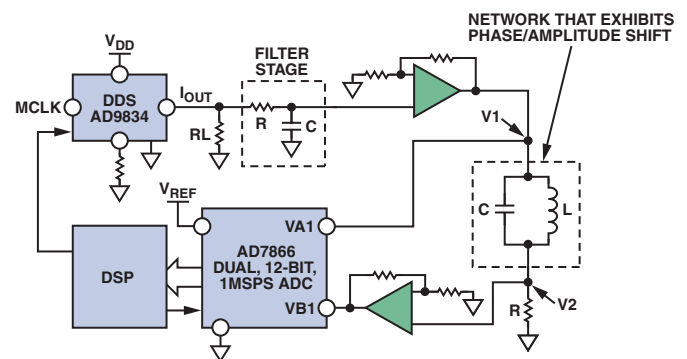 NETWORK THAT EXHIBITS
PHASE/AMPLITUDE SHIFT
VDD
FILTER
STAGE
MCLK
DDS
AD9834
IOUT
RL
R
C
V1
C
L
VREF
VA1
AD7866
DUAL, 12-BIT,
1MSPS ADC
DSP
VB1
R
V2